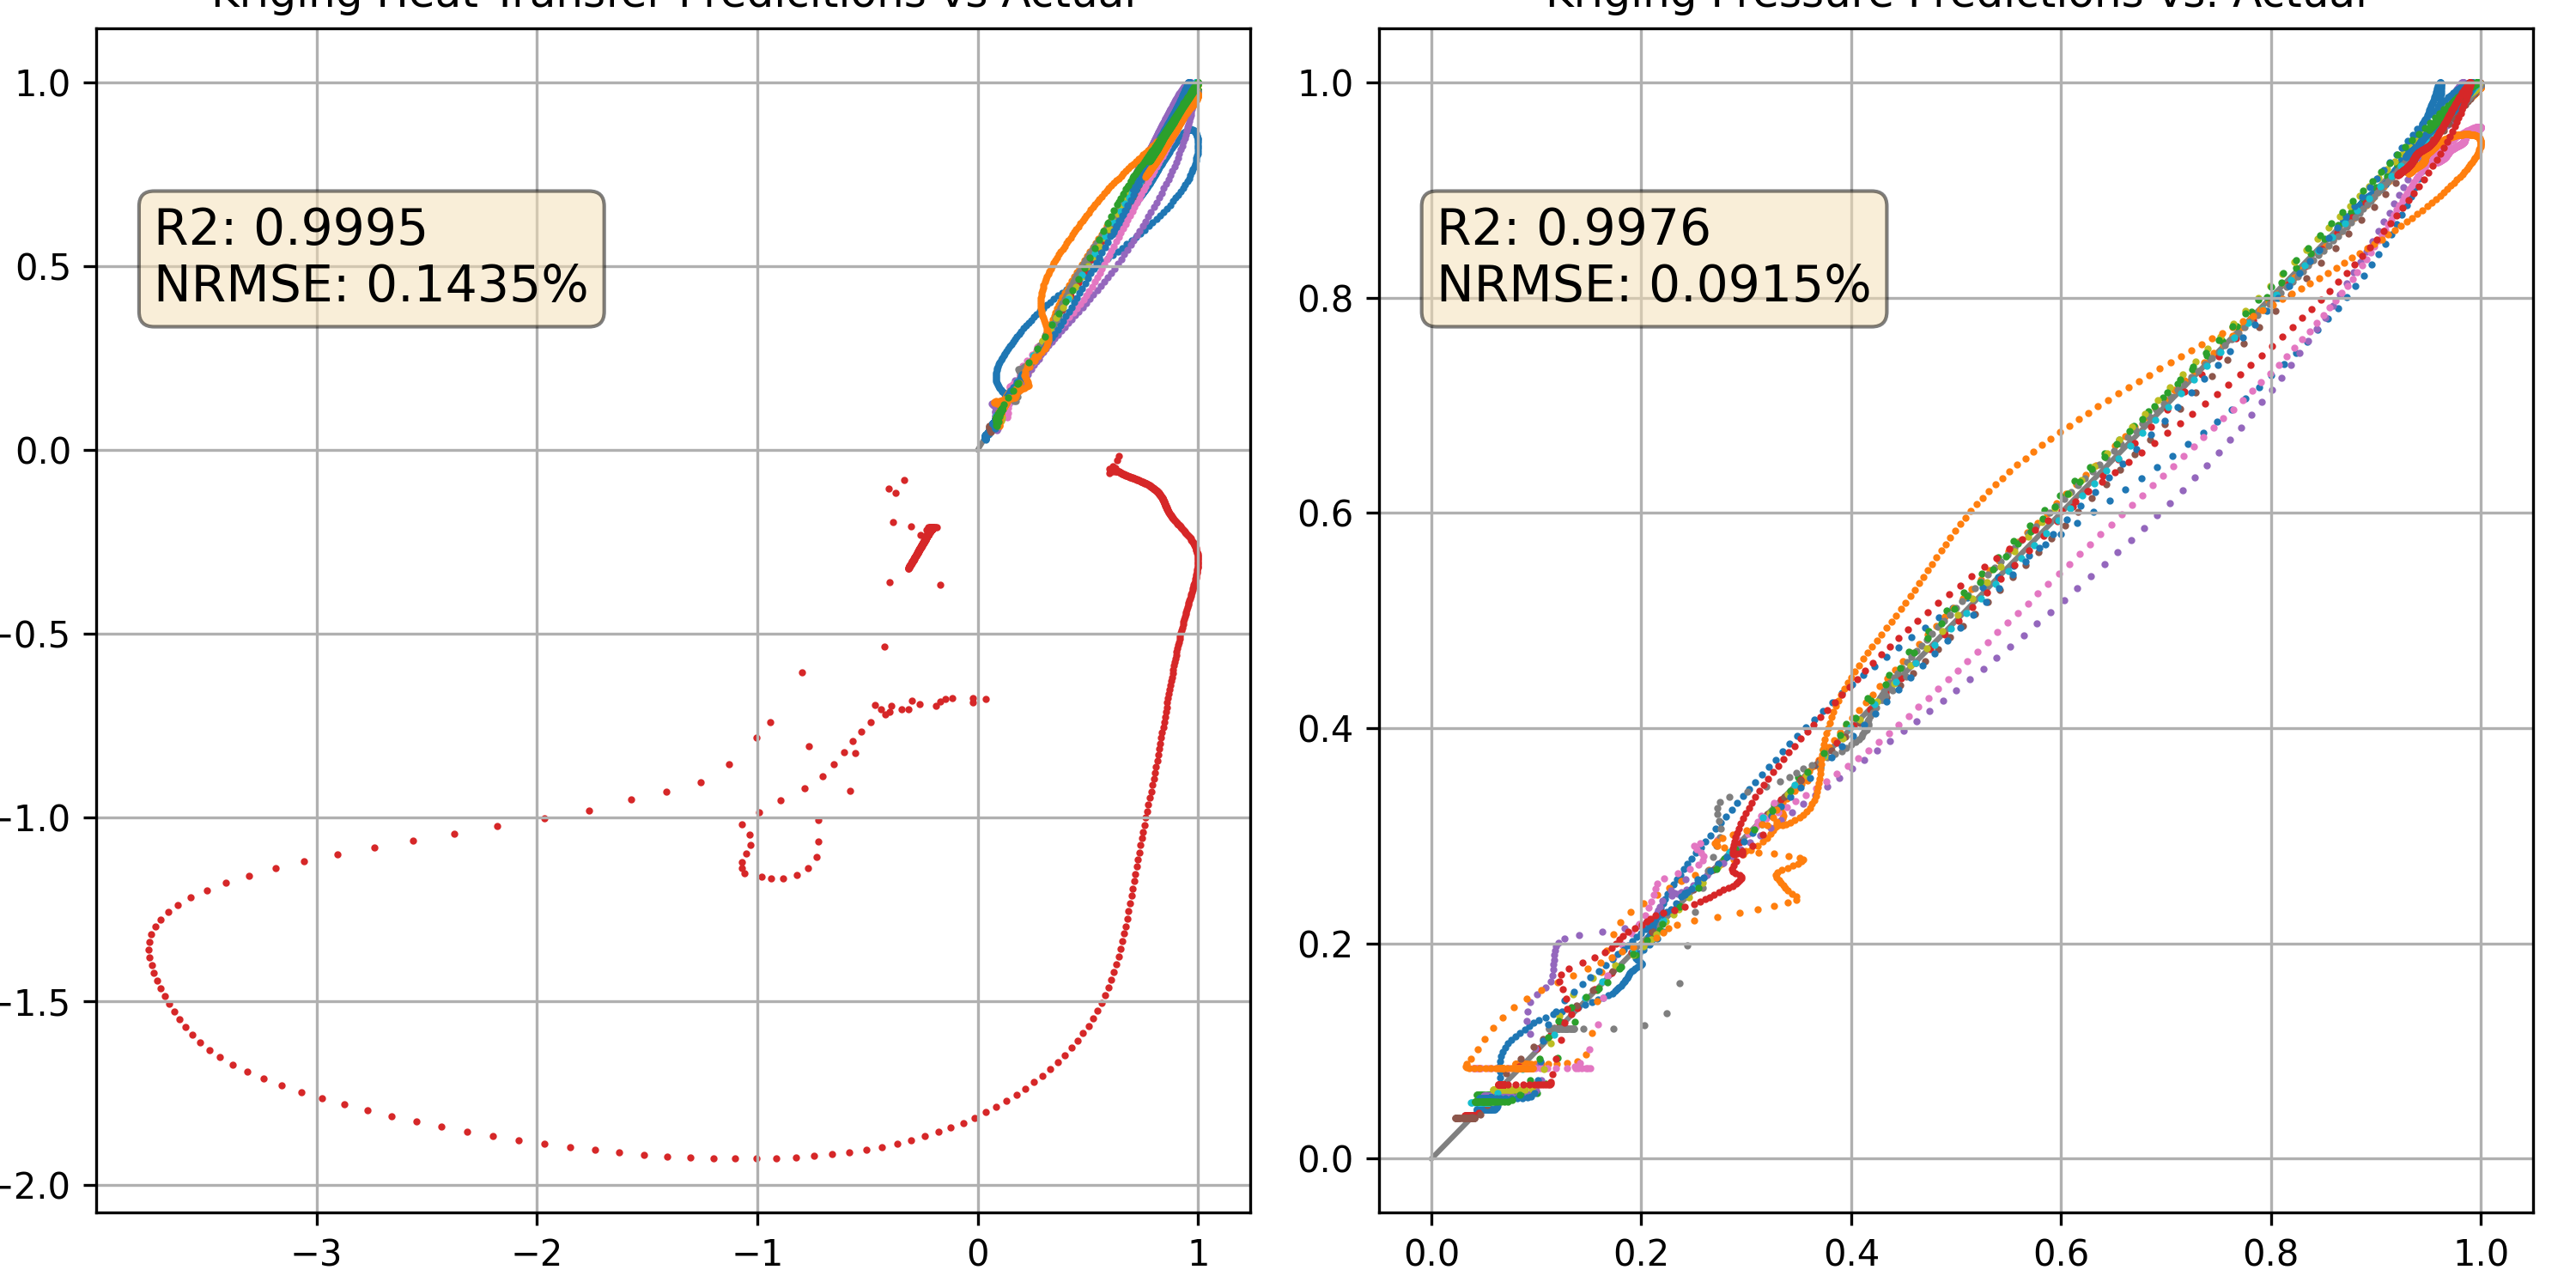 Kriging Heat Transfer Predicitions vs Actual
1.0
0.5
0.0
−0.5
−1.0
−1.5
−2.0
R2: 0.9995
NRMSE: 0.1435%
−3 −2 −1 0 1
Kriging Pressure Predictions vs. Actual
1.0
0.8
0.6
0.4
0.2
0.0
R2: 0.9976
NRMSE: 0.0915%
0.0 0.2 0.4 0.6 0.8 1.0